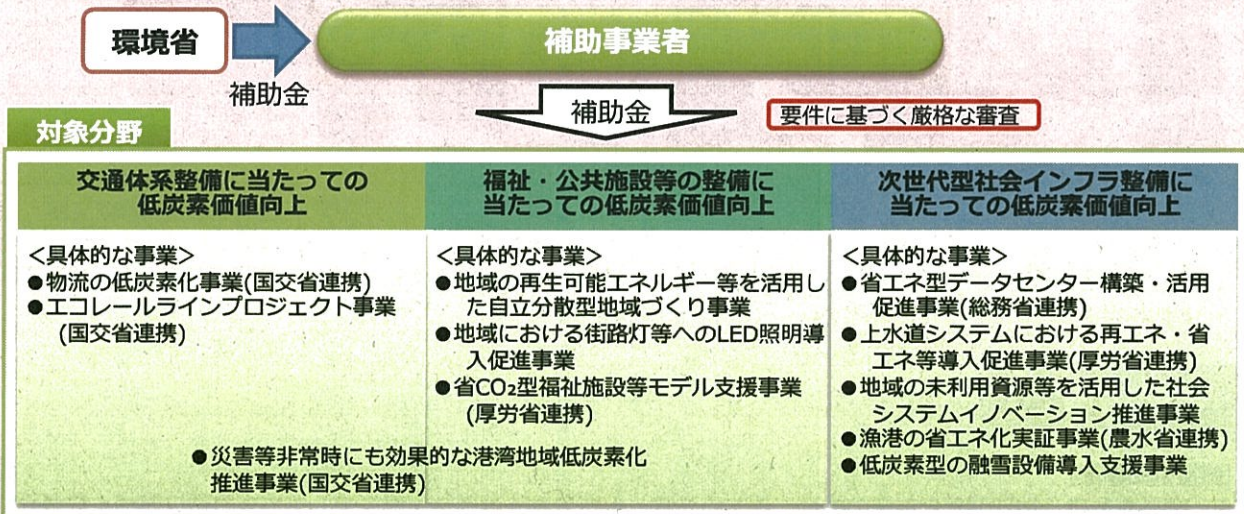 環境省
補助事業者
補助金
補助金
要件に基づく厳格な審査
対象分野
交通体系整備に当たっての
低炭素価値向上
<具体的な事業>
●物流の低炭素化事業(国交省連携)
●エコレールラインプロジェクト事業
(国交省連携)
福祉・公共施設等の整備に
当たっての低炭素価値向上
<具体的な事業>
●地域の再生可能エネルギー等を活用し
た自立分散型地域づくり事業
●地域における街路灯等へのLED照明導
入促進事業
●省CO₂型福祉施設等モデル支援事業
(厚労省連携)
●災害等非常時にも効果的な港湾地域低炭素化
推進事業(国交省連携)
次世代型社会インフラ整備に
当たっての低炭素価値向上
<具体的な事業>
●省エネ型データセンター構築・活用
促進事業(総務省連携)
●上水道システムにおける再エネ・省
エネ等導入促進事業(厚労省連携)
●地域の未利用資源等を活用した社会
システムイノベーション推進事業
●漁港の省エネ化実証事業(農水省連携)
●低炭素型の融雪設備導入支援事業